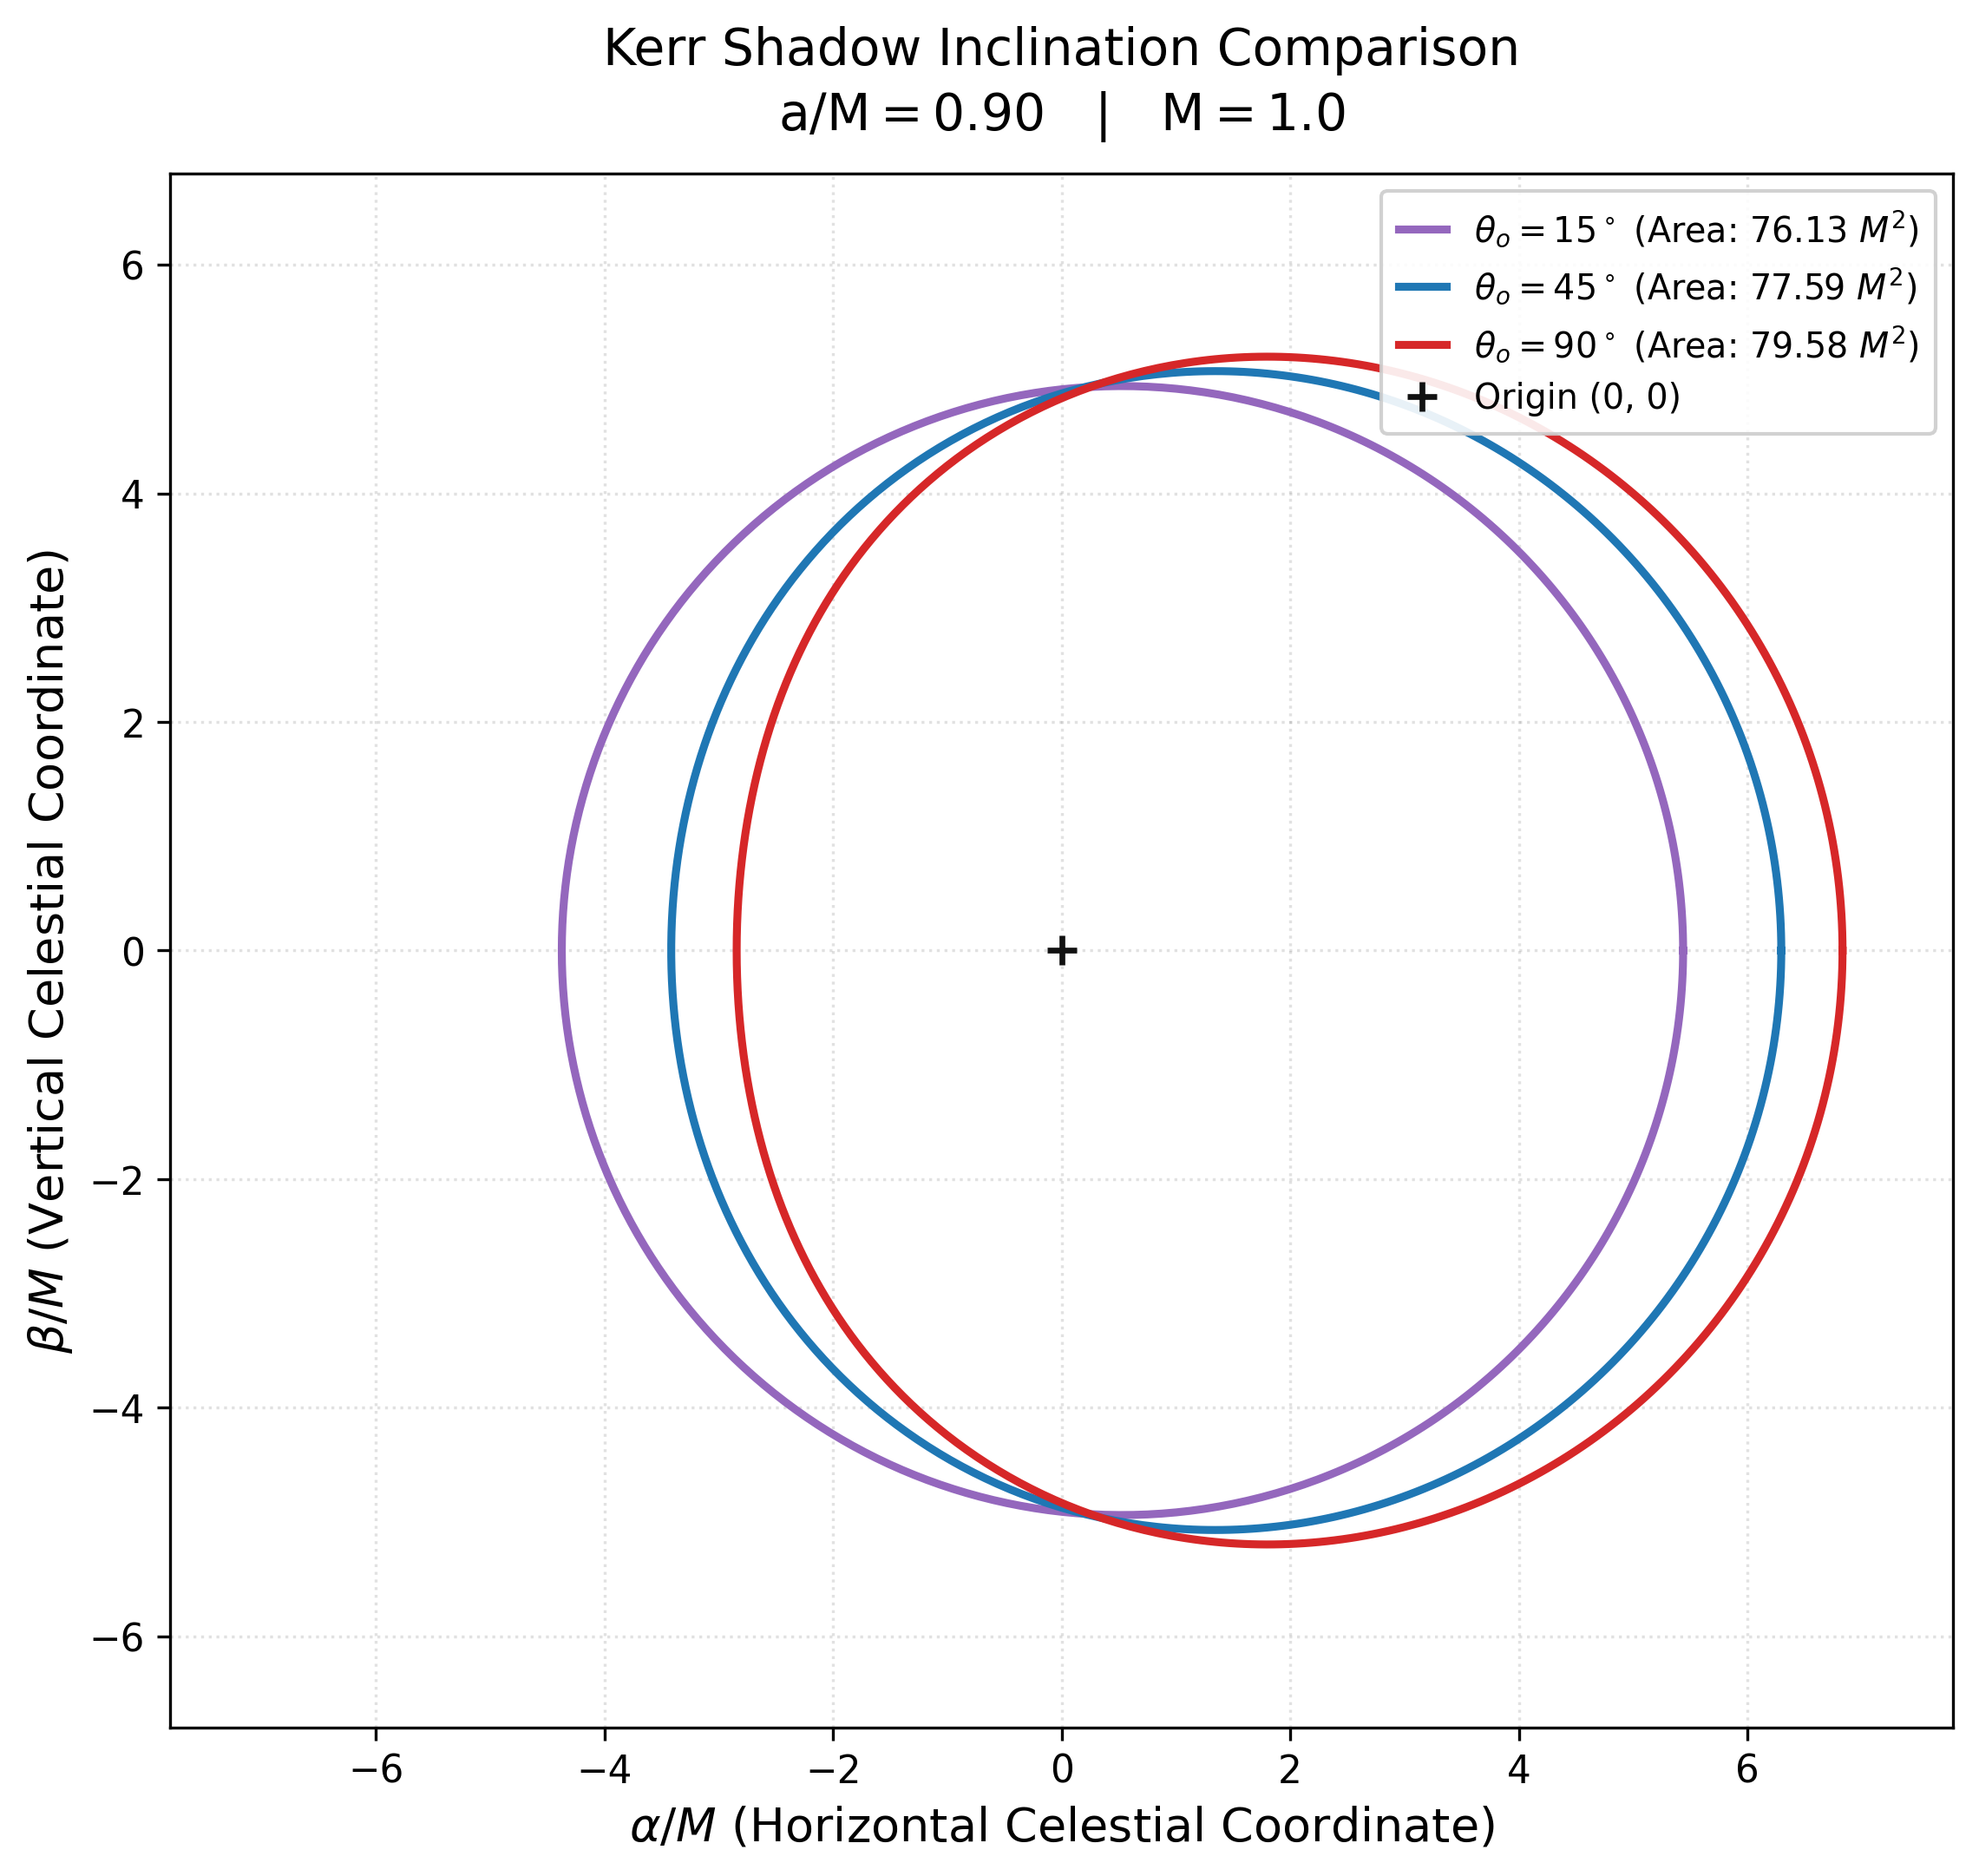 Kerr Shadow Inclination Comparison
a/M = 0.90 | M = 1.0
θₒ = 15° (Area: 76.13 M²)
θₒ = 45° (Area: 77.59 M²)
θₒ = 90° (Area: 79.58 M²)
Origin (0, 0)
β/M (Vertical Celestial Coordinate)
6
4
2
0
−2
−4
−6
−6 −4 −2 0 2 4 6
α/M (Horizontal Celestial Coordinate)